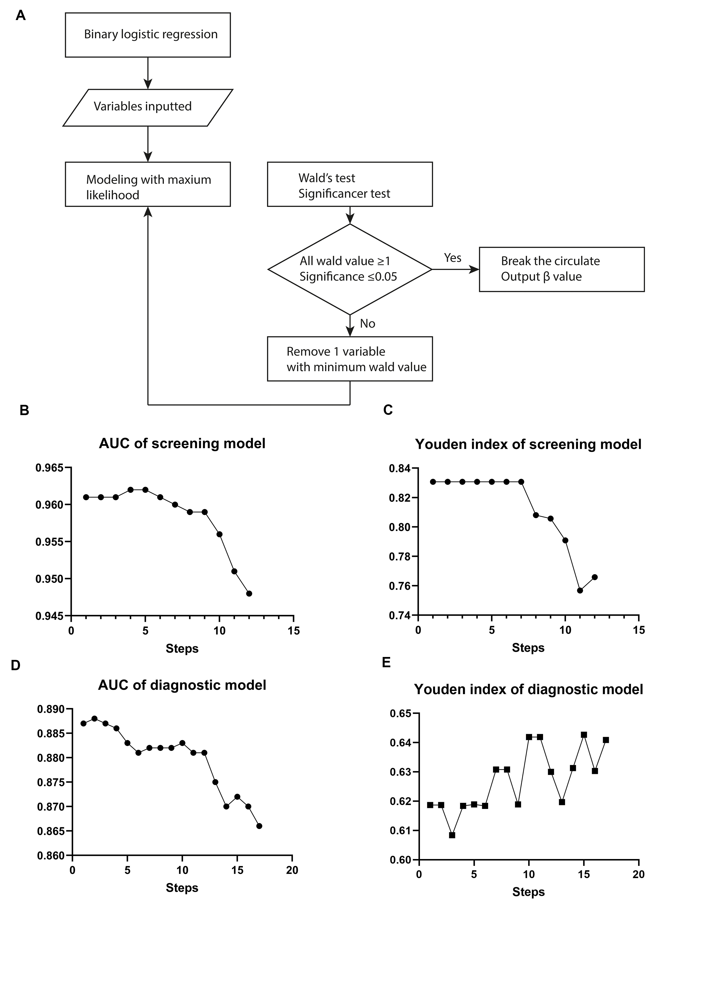 A
Binary logistic regression
Variables inputted
Modeling with maxium
likelihood
Wald’s test
Significancer test
All wald value ≥1
Significance ≤0.05
Yes
Break the circulate
Output β value
No
Remove 1 variable
with minimum wald value
B
AUC of screening model
0.965
0.960
0.955
0.950
0.945
0 5 10 15
Steps
C
Youden index of screening model
0.84
0.82
0.80
0.78
0.76
0.74
0 5 10 15
Steps
D
AUC of diagnostic model
0.890
0.885
0.880
0.875
0.870
0.865
0.860
0 5 10 15 20
Steps
E
Youden index of diagnostic model
0.65
0.64
0.63
0.62
0.61
0.60
0 5 10 15 20
Steps